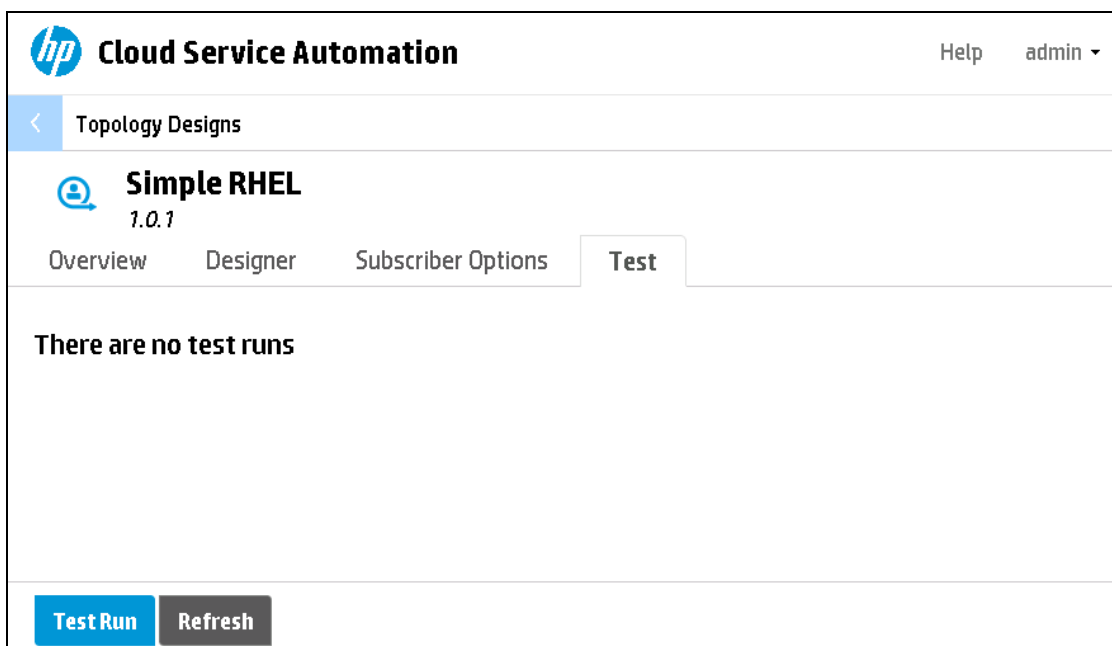 hp Cloud Service Automation Help admin
Topology Designs
Simple RHEL
1.0.1
Overview Designer Subscriber Options Test
There are no test runs
Test Run Refresh